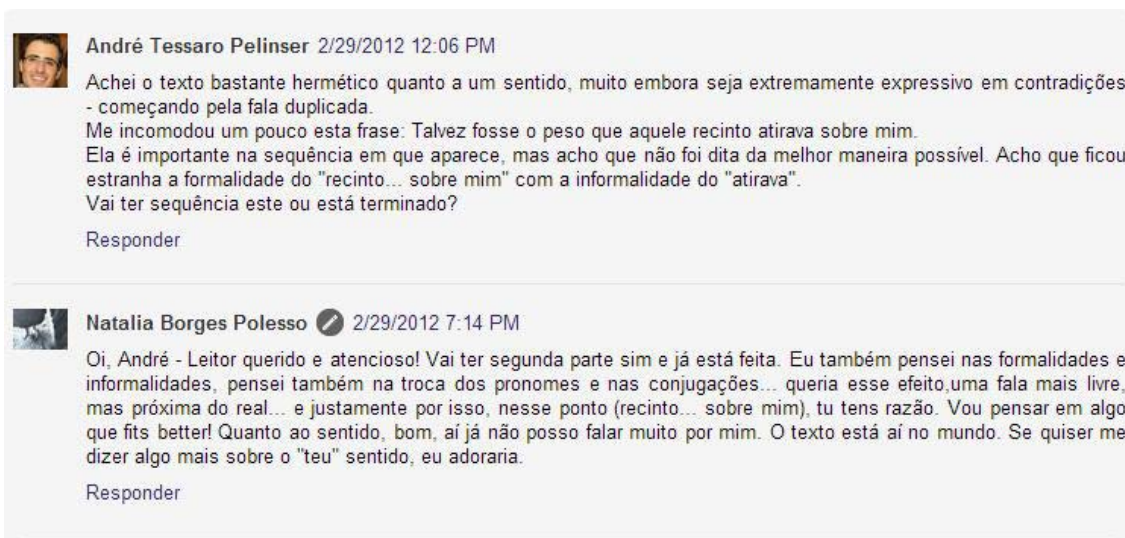 André Tessaro Pelinser 2/29/2012 12:06 PM
Achei o texto bastante hermético quanto a um sentido, muito embora seja extremamente expressivo em contradições
- começando pela fala duplicada.
Me incomodou um pouco esta frase: Talvez fosse o peso que aquele recinto atirava sobre mim.
Ela é importante na sequência em que aparece, mas acho que não foi dita da melhor maneira possível. Acho que ficou
estranha a formalidade do "recinto... sobre mim" com a informalidade do "atirava".
Vai ter sequência este ou está terminado?
Responder
Natalia Borges Polesso 2/29/2012 7:14 PM
Oi, André - Leitor querido e atencioso! Vai ter segunda parte sim e já está feita. Eu também pensei nas formalidades e
informalidades, pensei também na troca dos pronomes e nas conjugações... queria esse efeito,uma fala mais livre,
mas próxima do real... e justamente por isso, nesse ponto (recinto... sobre mim), tu tens razão. Vou pensar em algo
que fits better! Quanto ao sentido, bom, aí já não posso falar muito por mim. O texto está aí no mundo. Se quiser me
dizer algo mais sobre o "teu" sentido, eu adoraria.
Responder